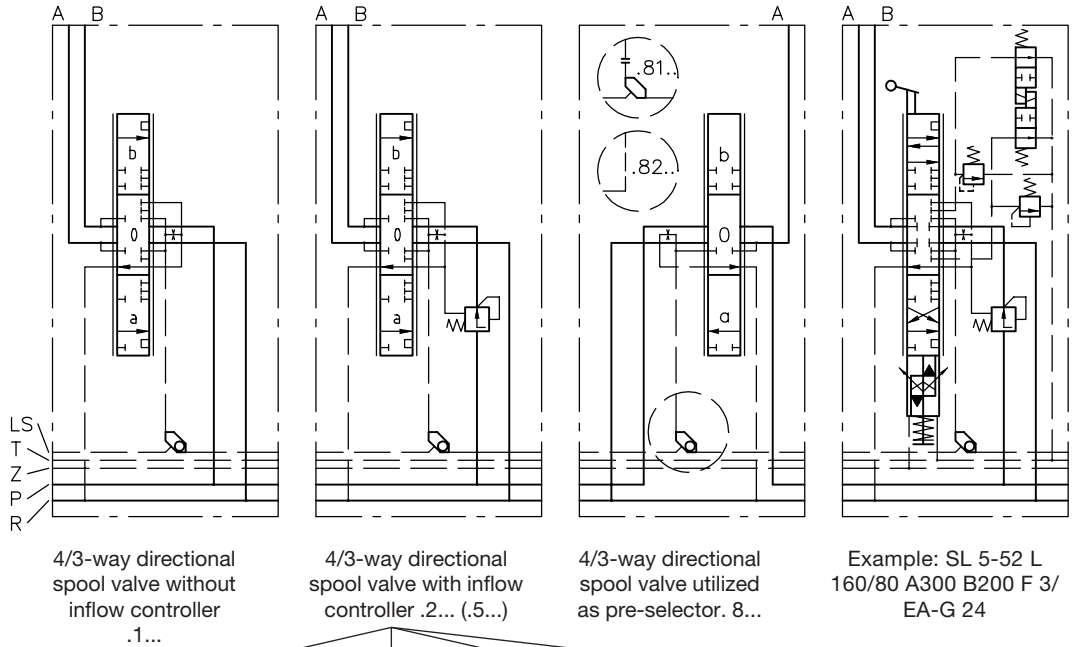 A B
A B
A
A B
.81..
.82..
b
0
a
b
0
a
b
0
a
LS
T
Z
P
R
4/3-way directional
spool valve without
inflow controller
.1...
4/3-way directional
spool valve with inflow
controller .2... (.5...)
4/3-way directional
spool valve utilized
as pre-selector. 8...
Example: SL 5-52 L
160/80 A300 B200 F 3/
EA-G 24